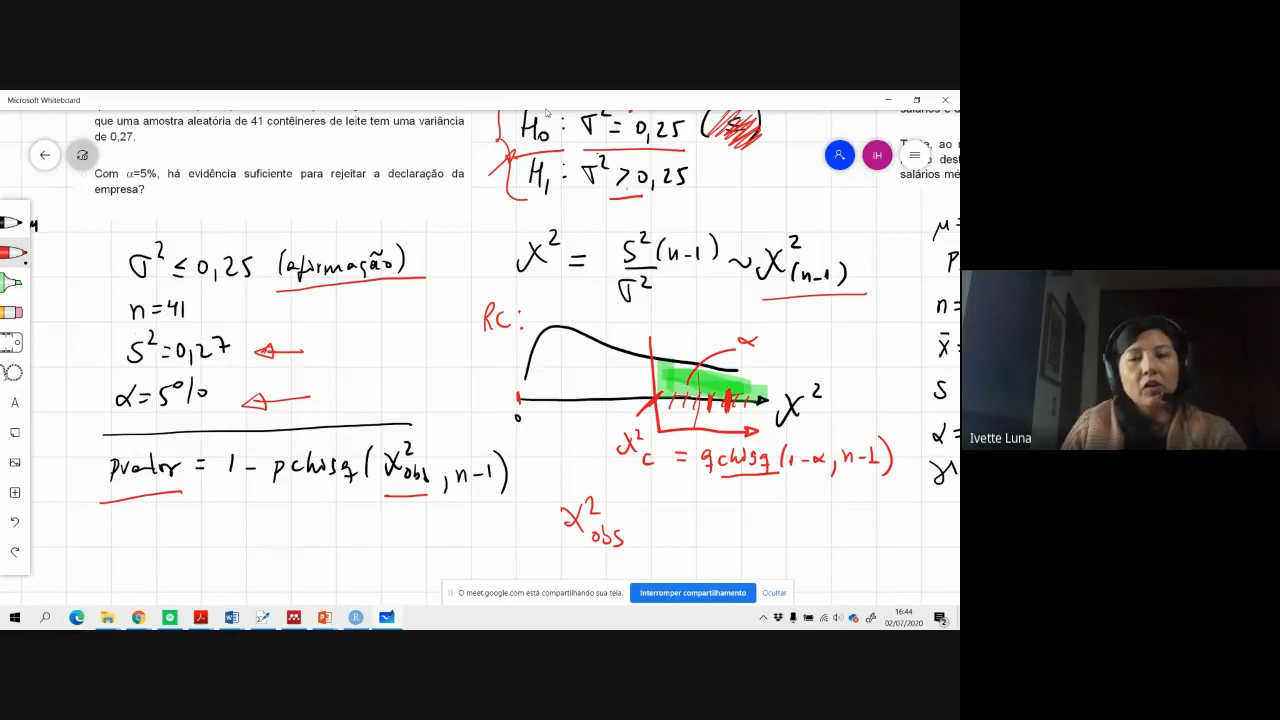 Microsoft Whiteboard
que uma amostra aleatória de 41 contêineres de leite tem uma variância
de 0,27.
Com α=5%, há evidência suficiente para rejeitar a declaração da
empresa?
H₀ : σ² = 0,25
H₁ : σ² > 0,25
IH
σ² ≤ 0,25 (afirmação)
n = 41
S² = 0,27
α = 5%
pvalor = 1 - pchisq(χ²obs, n-1)
χ² = S²(n-1) / σ² ~ χ²(n-1)
RC:
α
0
χ²
χ²c = qchisq(1-α, n-1)
χ²obs
salários mé
μ =
n =
x̄ =
S
α =
O meet.google.com está compartilhando sua tela.
Interromper compartilhamento
Ocultar
16:44
02/07/2020
2
Ivette Luna